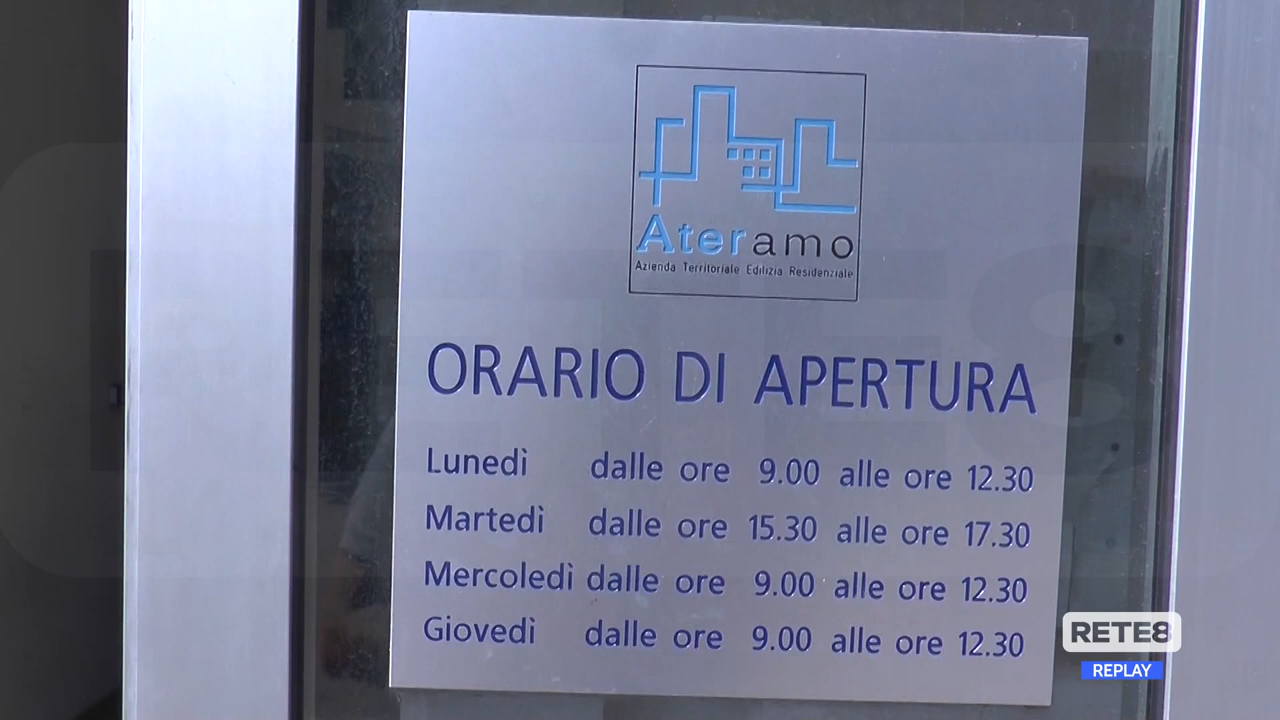 Ateramo
Azienda Territoriale Edilizia Residenziale
ORARIO DI APERTURA
Lunedì dalle ore 9.00 alle ore 12.30
Martedì dalle ore 15.30 alle ore 17.30
Mercoledì dalle ore 9.00 alle ore 12.30
Giovedì dalle ore 9.00 alle ore 12.30
RETE8
REPLAY